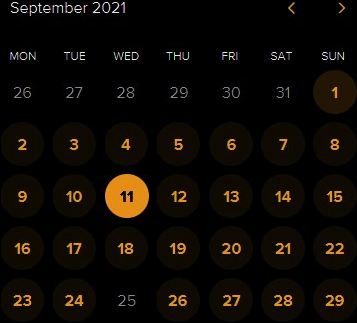 September 2021
MON TUE WED THU FRI SAT SUN
26 27 28 29 30 31 1
2 3 4 5 6 7 8
9 10 11 12 13 14 15
16 17 18 19 20 21 22
23 24 25 26 27 28 29